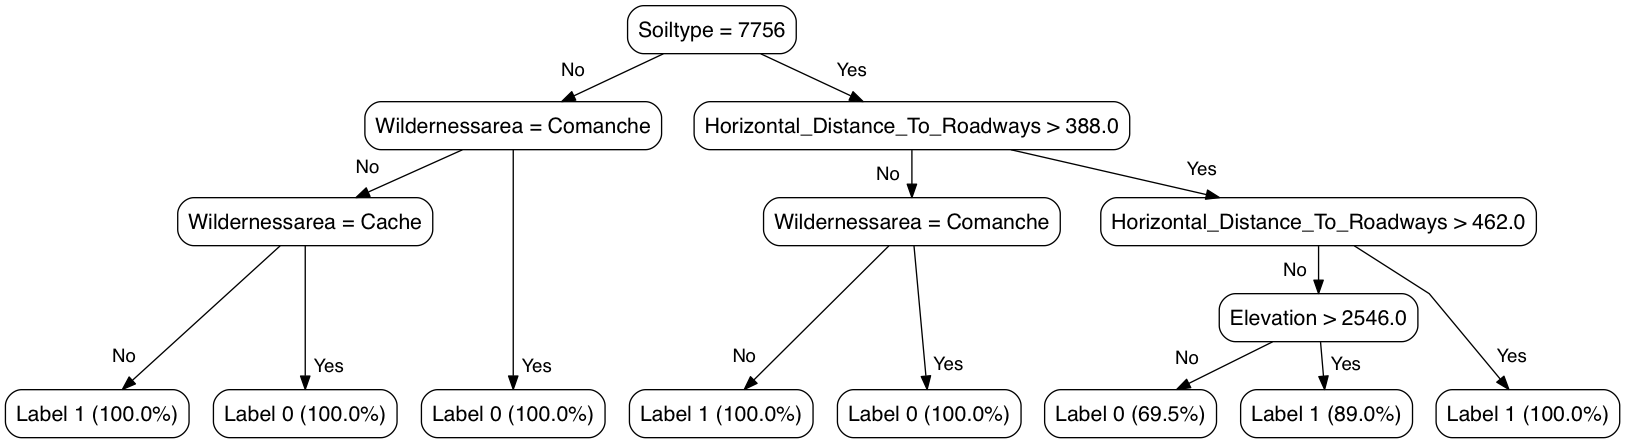 Soiltype = 7756
No
Yes
Wildernessarea = Comanche
Horizontal_Distance_To_Roadways > 388.0
No
No
Yes
Wildernessarea = Cache
Wildernessarea = Comanche
Horizontal_Distance_To_Roadways > 462.0
No
Elevation > 2546.0
No
Yes
Yes
No
Yes
No
Yes
Yes
Label 1 (100.0%)
Label 0 (100.0%)
Label 0 (100.0%)
Label 1 (100.0%)
Label 0 (100.0%)
Label 0 (69.5%)
Label 1 (89.0%)
Label 1 (100.0%)